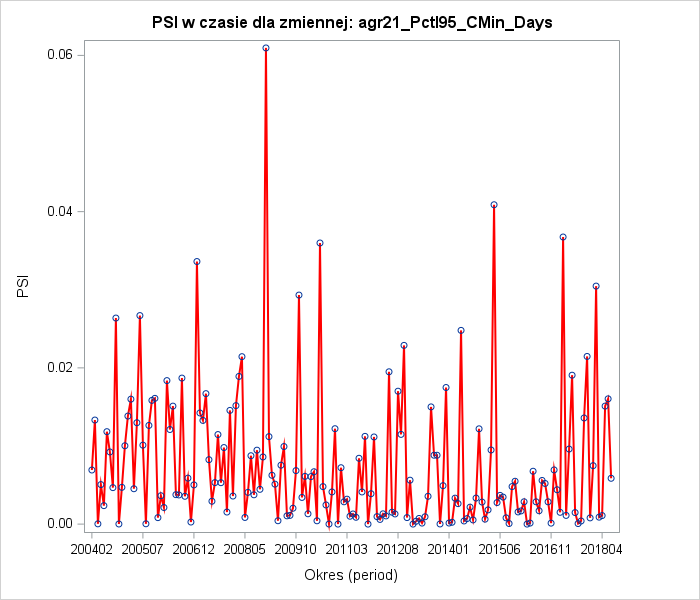 PSI w czasie dla zmiennej: agr21_Pctl95_CMin_Days
0.06
0.04
0.02
0.00
PSI
200402 200507 200612 200805 200910 201103 201208 201401 201506 201611 201804
Okres (period)